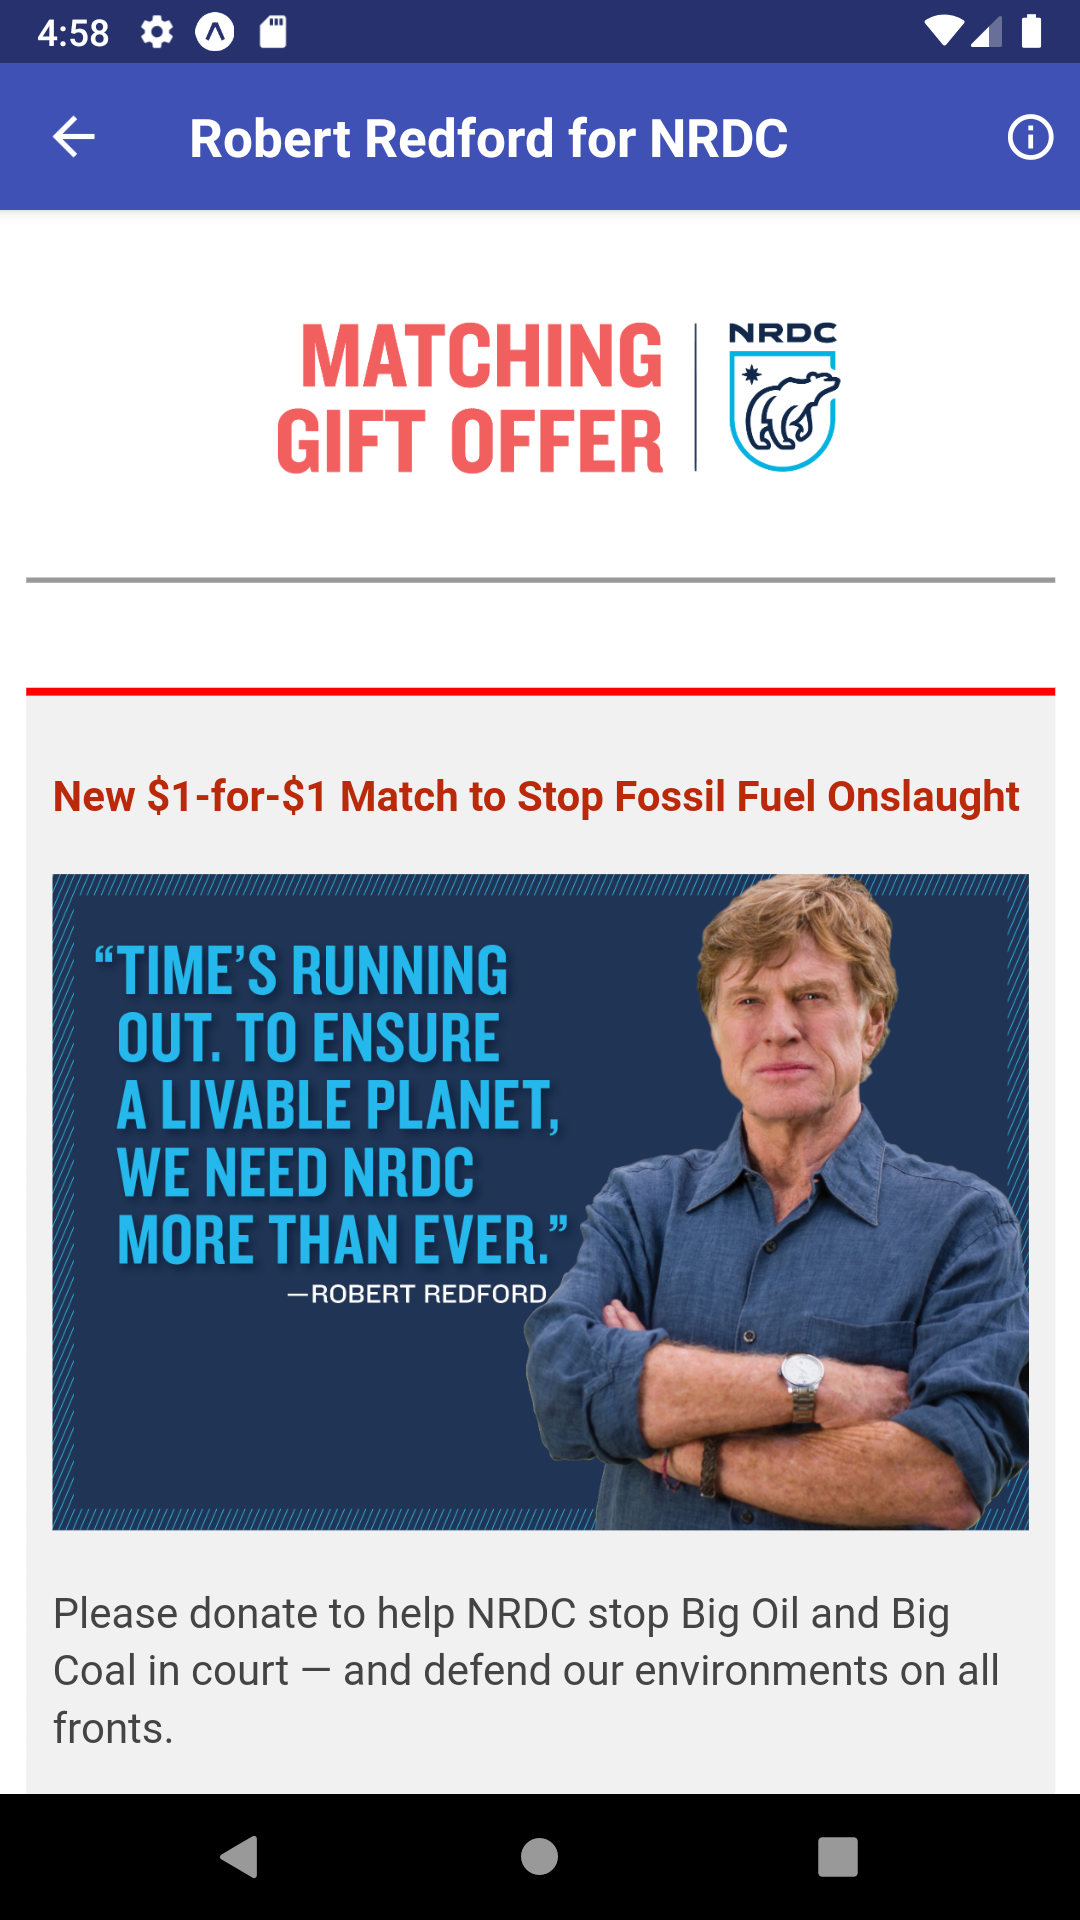 4:58
Robert Redford for NRDC
MATCHING
GIFT OFFER
NRDC
New $1-for-$1 Match to Stop Fossil Fuel Onslaught
“TIME’S RUNNING
OUT. TO ENSURE
A LIVABLE PLANET,
WE NEED NRDC
MORE THAN EVER.”
—ROBERT REDFORD
Please donate to help NRDC stop Big Oil and Big
Coal in court — and defend our environments on all
fronts.